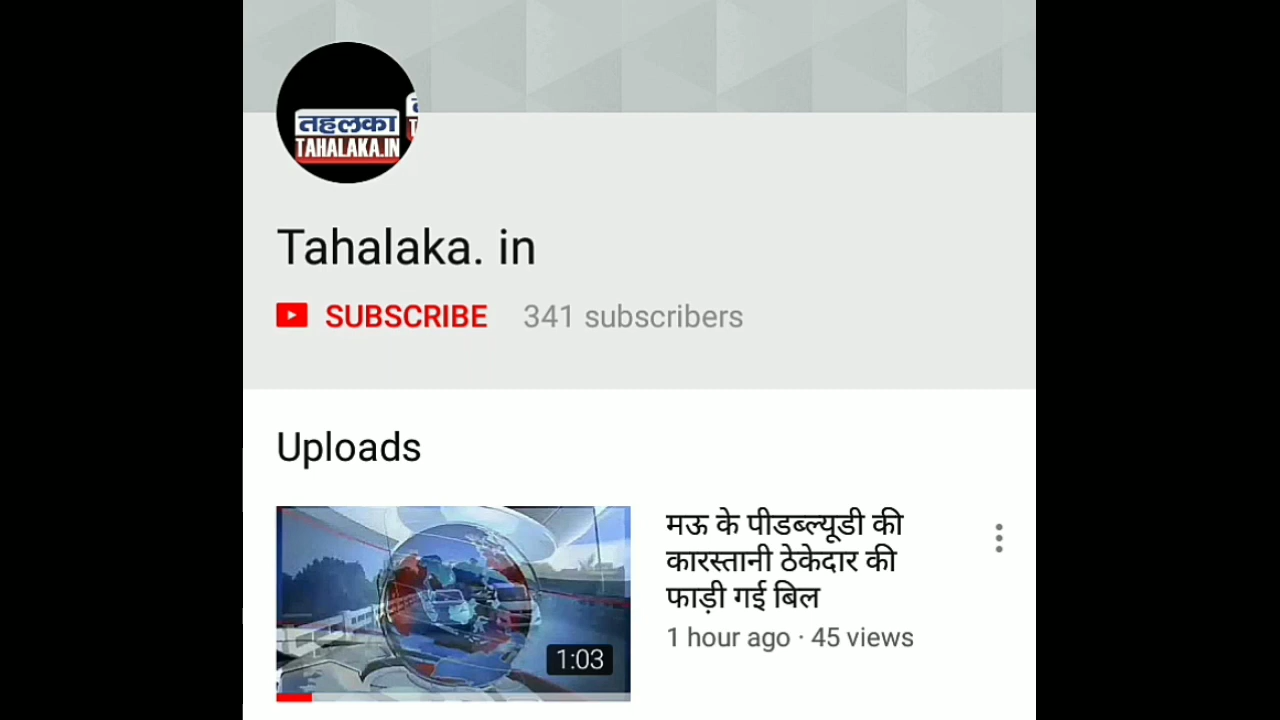 तहलका
TAHALAKA.IN
Tahalaka. in
SUBSCRIBE 341 subscribers
Uploads
मऊ के पीडब्ल्यूडी की
कारस्तानी ठेकेदार की
फाड़ी गई बिल
1 hour ago · 45 views
1:03